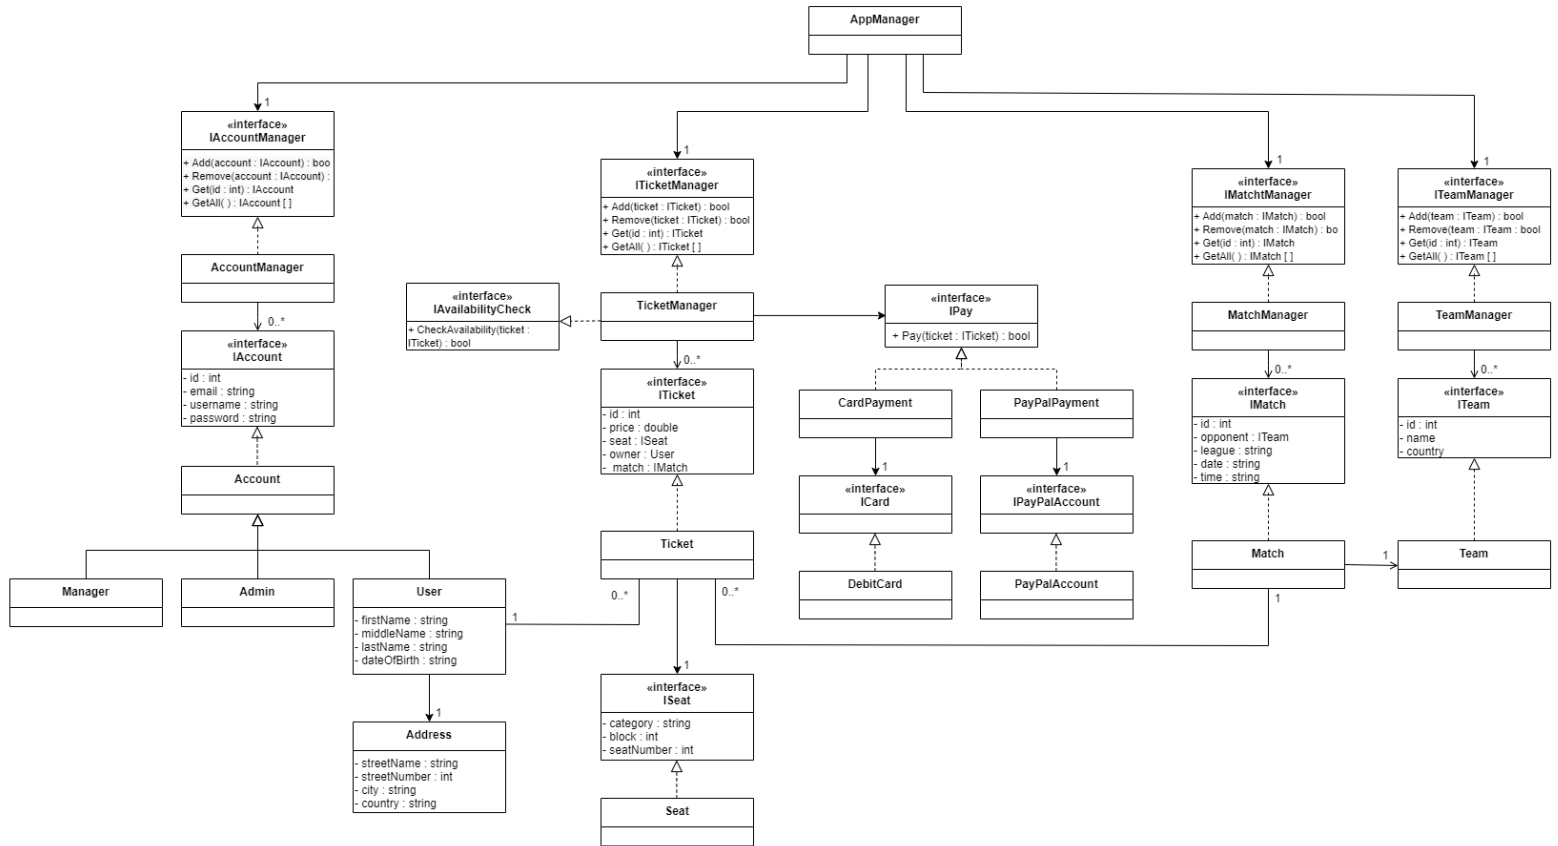 AppManager
1
«interface»
IAccountManager
+ Add(account : IAccount) : boo
+ Remove(account : IAccount) :
+ Get(id : int) : IAccount
+ GetAll( ) : IAccount [ ]
AccountManager
0..*
«interface»
IAccount
- id : int
- email : string
- username : string
- password : string
Account
Manager
Admin
User
- firstName : string
- middleName : string
- lastName : string
- dateOfBirth : string
1
1
Address
- streetName : string
- streetNumber : int
- city : string
- country : string
1
«interface»
ITicketManager
+ Add(ticket : ITicket) : bool
+ Remove(ticket : ITicket) : bool
+ Get(id : int) : ITicket
+ GetAll( ) : ITicket [ ]
«interface»
IAvailabilityCheck
+ CheckAvailability(ticket :
ITicket) : bool
TicketManager
0..*
«interface»
ITicket
- id : int
- price : double
- seat : ISeat
- owner : User
- match : IMatch
Ticket
0..*
0..*
1
«interface»
ISeat
- category : string
- block : int
- seatNumber : int
Seat
«interface»
IPay
+ Pay(ticket : ITicket) : bool
CardPayment
PayPalPayment
1
1
«interface»
ICard
«interface»
IPayPalAccount
DebitCard
PayPalAccount
1
«interface»
IMatchtManager
+ Add(match : IMatch) : bool
+ Remove(match : IMatch) : bo
+ Get(id : int) : IMatch
+ GetAll( ) : IMatch [ ]
MatchManager
0..*
«interface»
IMatch
- id : int
- opponent : ITeam
- league : string
- date : string
- time : string
Match
1
1
1
«interface»
ITeamManager
+ Add(team : ITeam) : bool
+ Remove(team : ITeam : bool
+ Get(id : int) : ITeam
+ GetAll( ) : ITeam [ ]
TeamManager
0..*
«interface»
ITeam
- id : int
- name
- country
Team